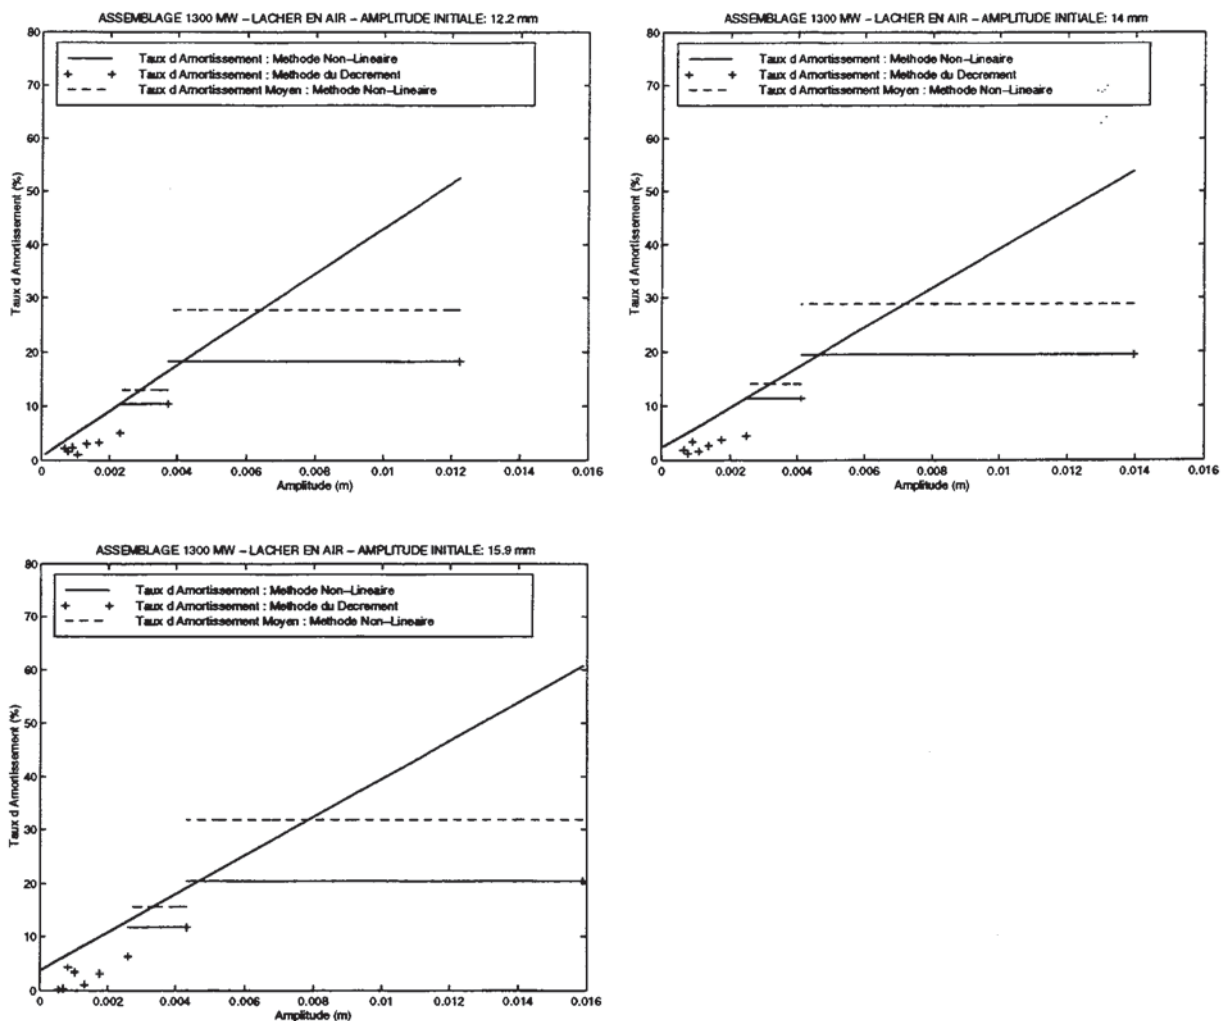 ASSEMBLAGE 1300 MW – LACHER EN AIR – AMPLITUDE INITIALE: 12.2 mm
Taux d Amortissement : Methode Non–Lineaire
Taux d Amortissement : Methode du Decrement
Taux d Amortissement Moyen : Methode Non–Lineaire
Taux d Amortissement (%)
80
70
60
50
40
30
20
10
0
0 0.002 0.004 0.006 0.008 0.01 0.012 0.014 0.016
Amplitude (m)
ASSEMBLAGE 1300 MW – LACHER EN AIR – AMPLITUDE INITIALE: 14 mm
Taux d Amortissement : Methode Non–Lineaire
Taux d Amortissement : Methode du Decrement
Taux d Amortissement Moyen : Methode Non–Lineaire
Taux d Amortissement (%)
80
70
60
50
40
30
20
10
0
0 0.002 0.004 0.006 0.008 0.01 0.012 0.014 0.016
Amplitude (m)
ASSEMBLAGE 1300 MW – LACHER EN AIR – AMPLITUDE INITIALE: 15.9 mm
Taux d Amortissement : Methode Non–Lineaire
Taux d Amortissement : Methode du Decrement
Taux d Amortissement Moyen : Methode Non–Lineaire
Taux d Amortissement (%)
80
70
60
50
40
30
20
10
0
0 0.002 0.004 0.006 0.008 0.01 0.012 0.014 0.016
Amplitude (m)